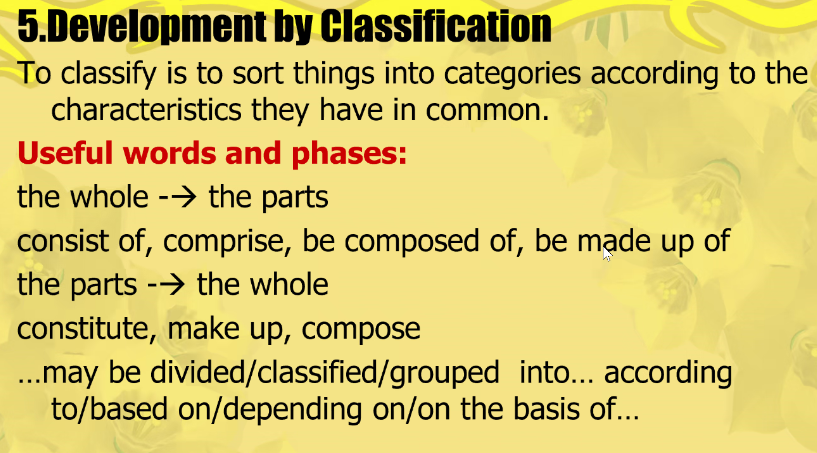 5.Development by Classification
To classify is to sort things into categories according to the
characteristics they have in common.
Useful words and phases:
the whole -→ the parts
consist of, comprise, be composed of, be made up of
the parts -→ the whole
constitute, make up, compose
…may be divided/classified/grouped  into… according
to/based on/depending on/on the basis of…